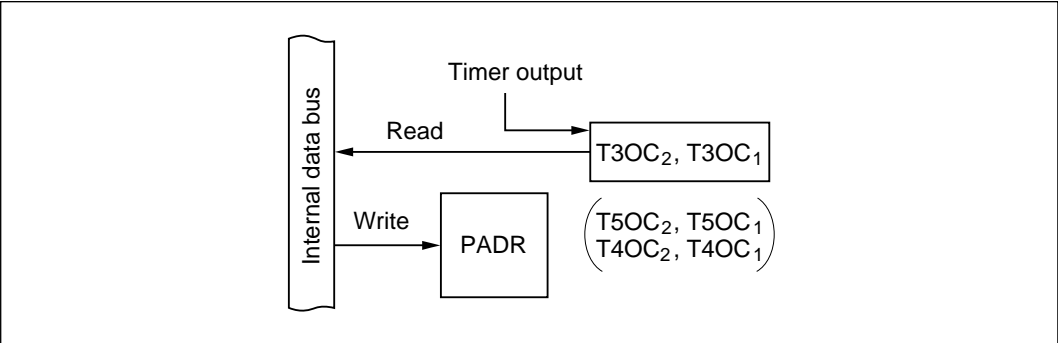 Timer output
Read
T3OC₂, T3OC₁
Internal data bus
Write
PADR
T5OC₂, T5OC₁
T4OC₂, T4OC₁